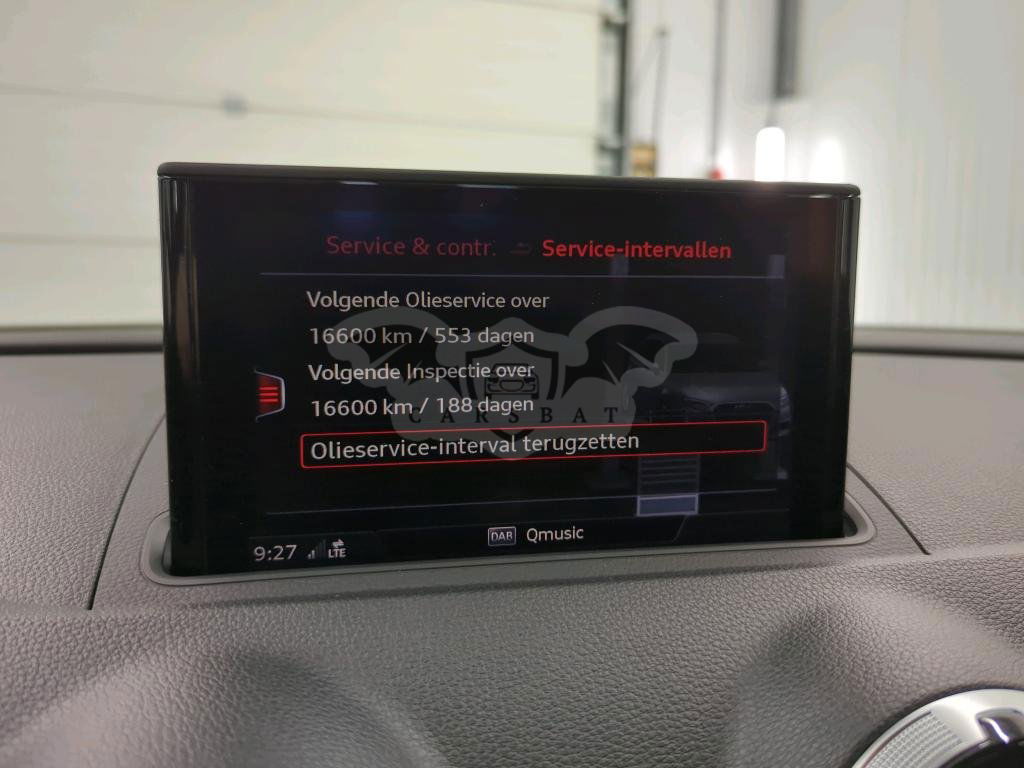 Service & contr. Service-intervallen
Volgende Olieservice over
16600 km / 553 dagen
Volgende Inspectie over
16600 km / 188 dagen
CARSBAT
Olieservice-interval terugzetten
DAB Qmusic
9:27 LTE